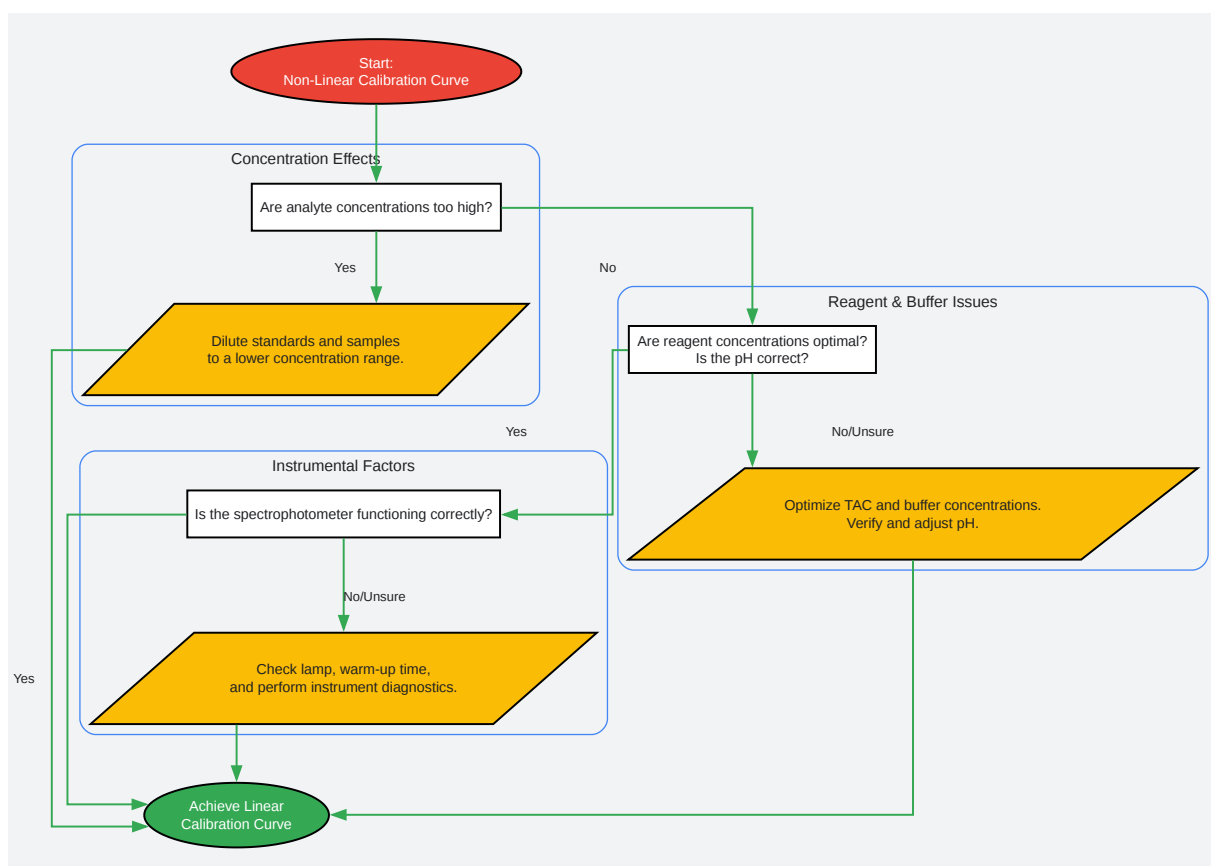 Start:
Non-Linear Calibration Curve
Concentration Effects
Are analyte concentrations too high?
Yes
No
Dilute standards and samples
to a lower concentration range.
Reagent & Buffer Issues
Are reagent concentrations optimal?
Is the pH correct?
Yes
No/Unsure
Instrumental Factors
Is the spectrophotometer functioning correctly?
Optimize TAC and buffer concentrations.
Verify and adjust pH.
No/Unsure
Yes
Check lamp, warm-up time,
and perform instrument diagnostics.
Achieve Linear
Calibration Curve